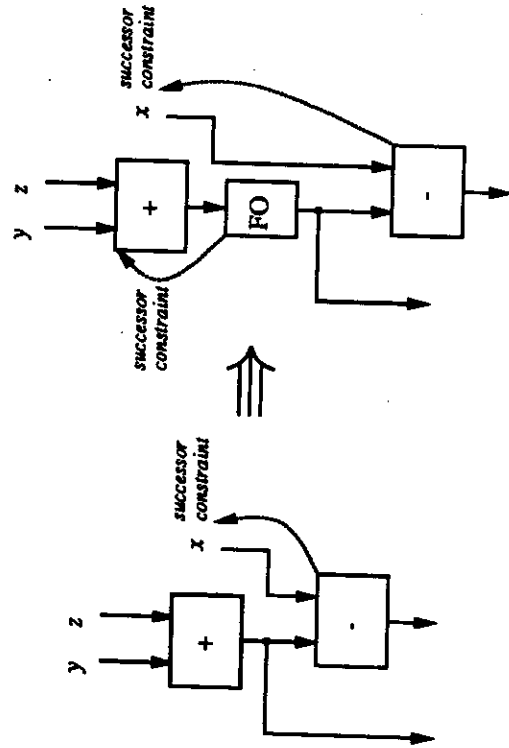 y z
+
x
successor
constraint
-
y z
+
successor
constraint
FO
x
successor
constraint
-